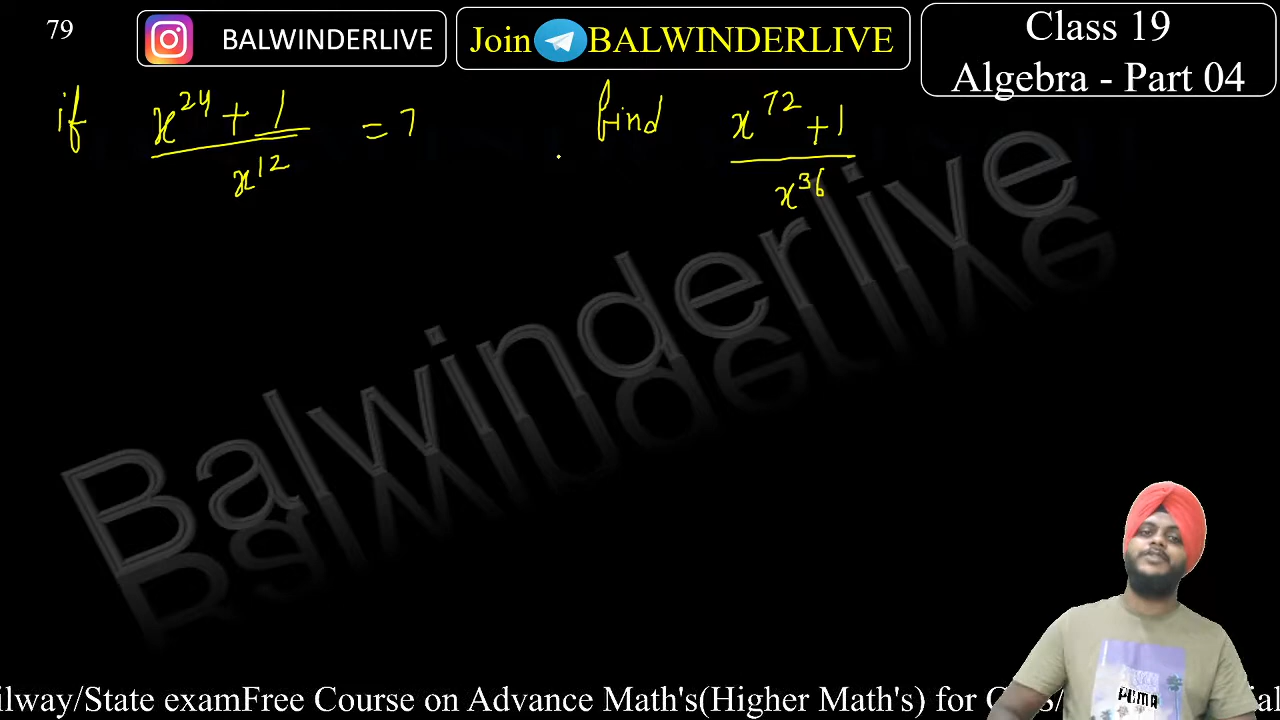 79
BALWINDERLIVE
Join BALWINDERLIVE
Class 19
Algebra - Part 04
if x^24 + 1 / x^12 = 7 . find x^72 + 1 / x^36
Balwinderlive
PUMA
ilway/State examFree Course on Advance Math's(Higher Math's) for C